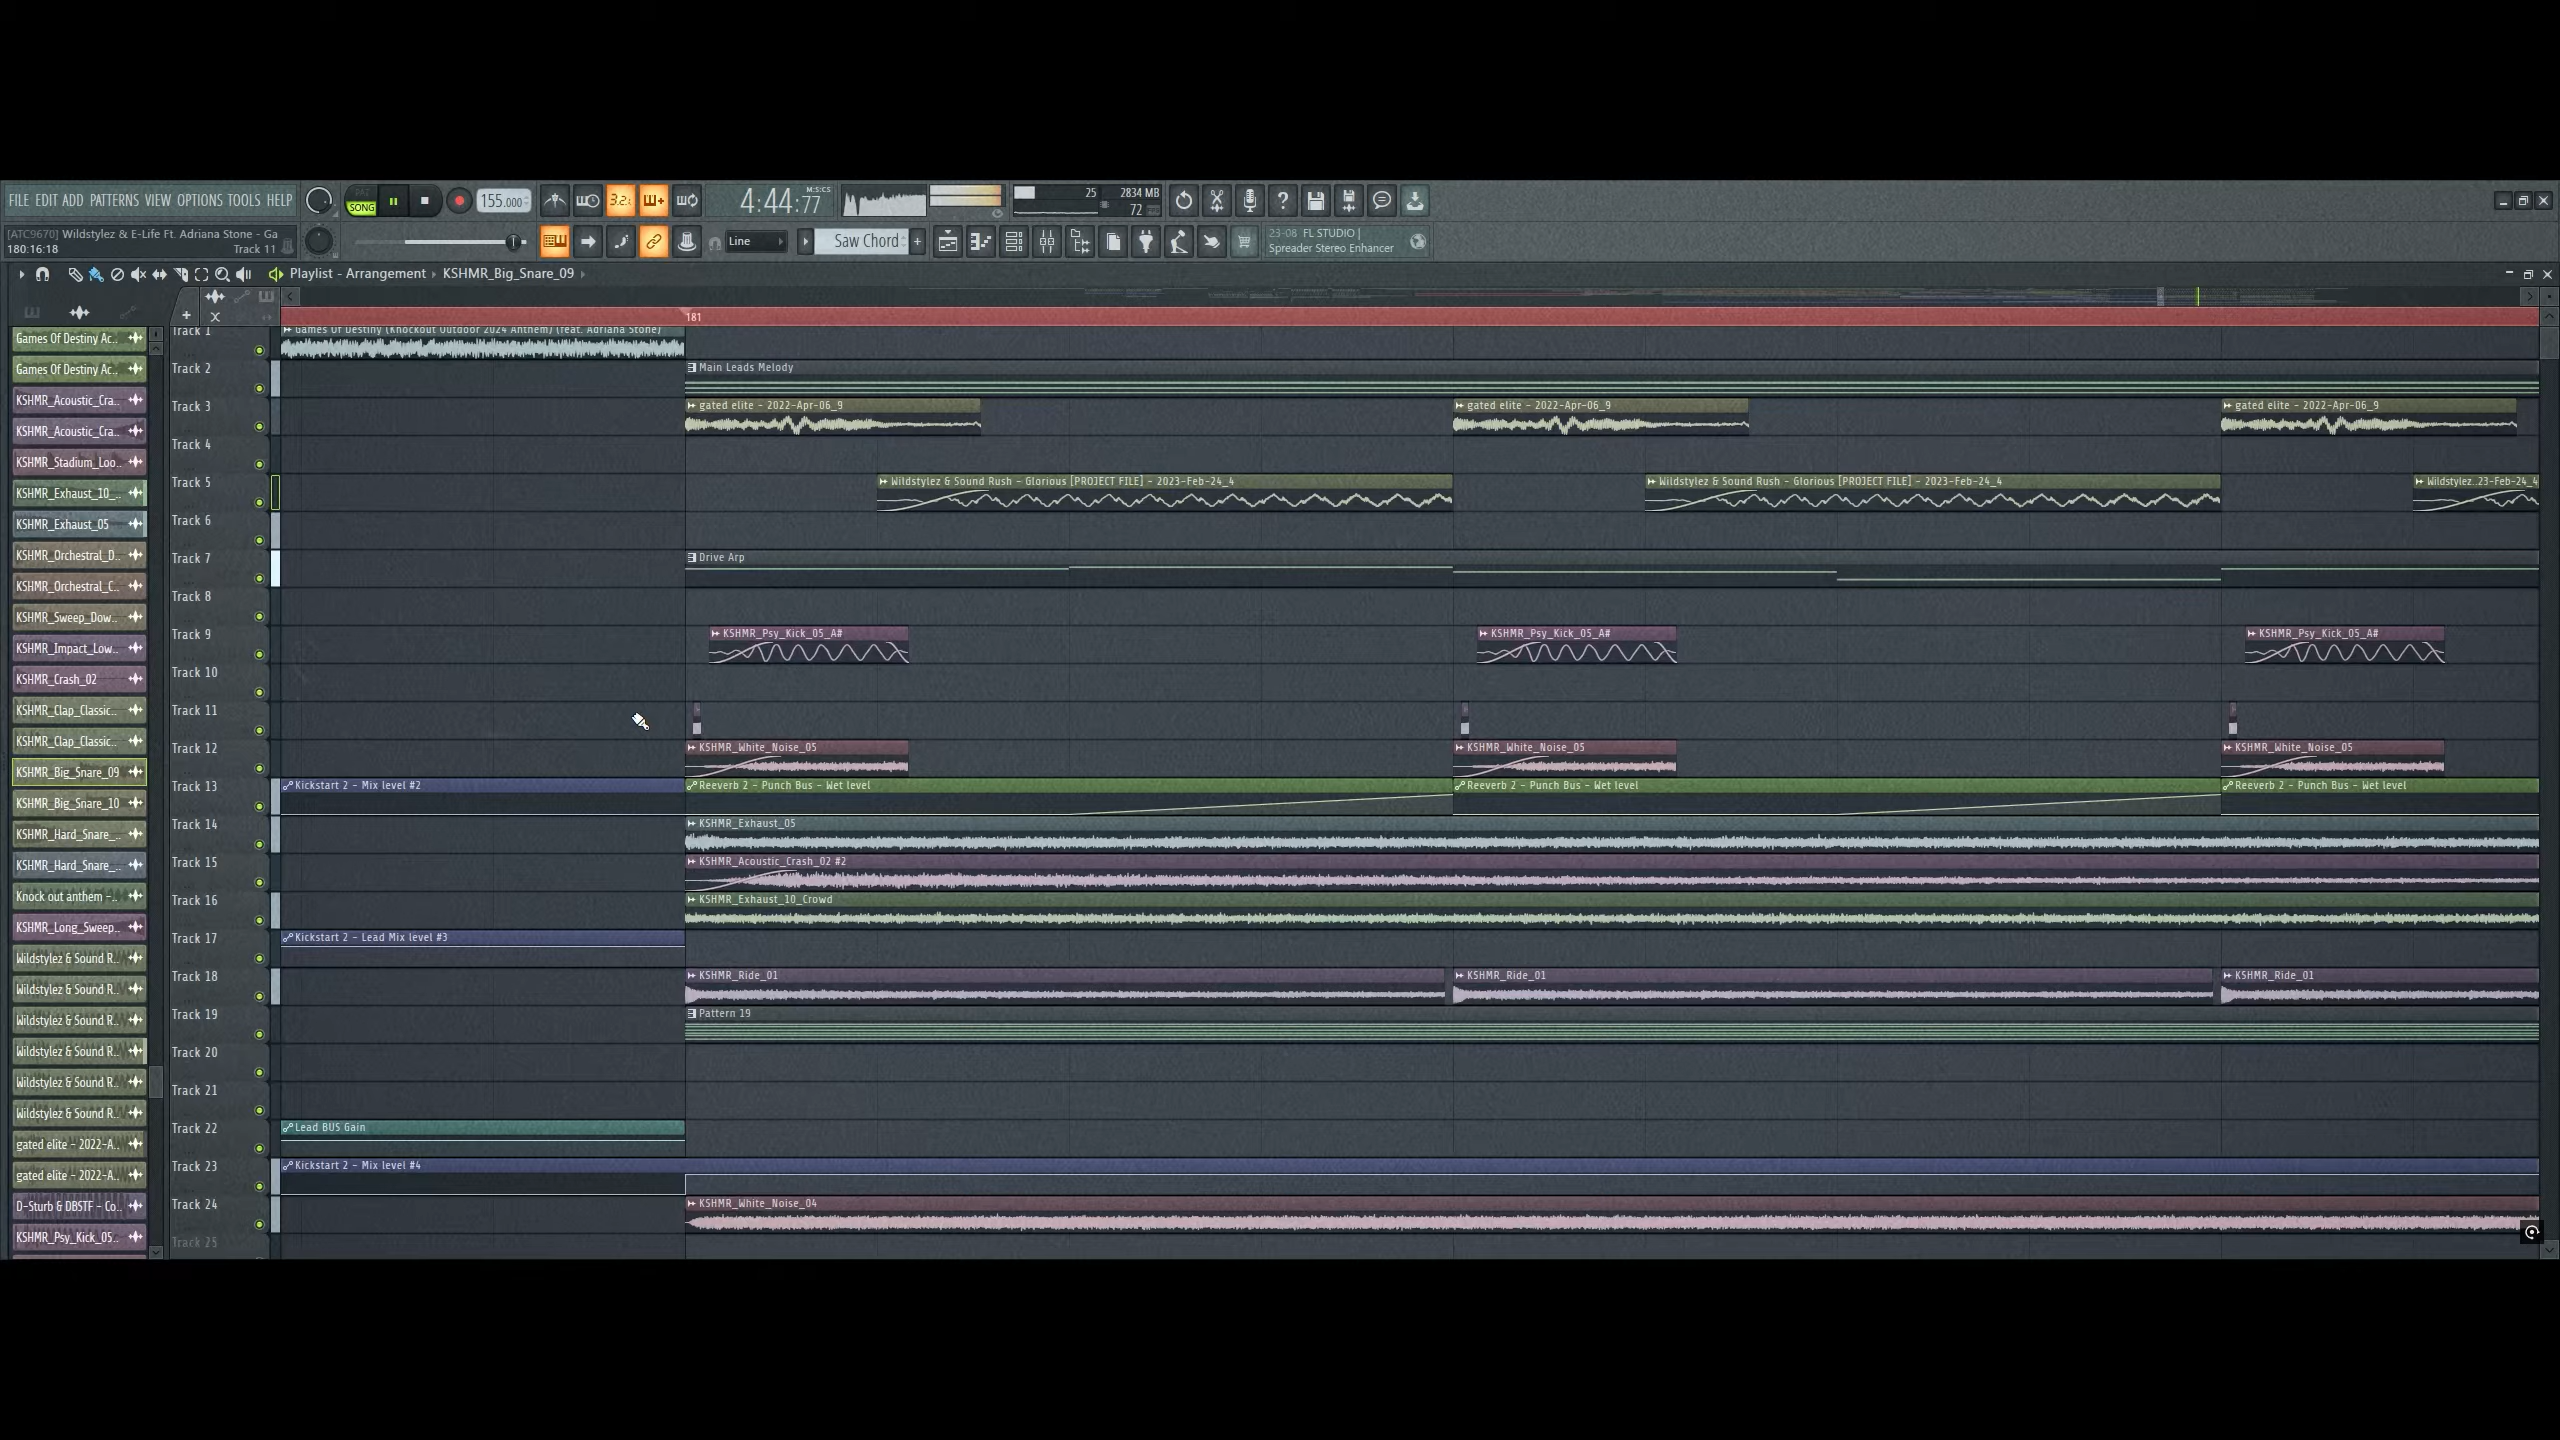 FILE EDIT ADD PATTERNS VIEW OPTIONS TOOLS HELP
PAT
SONG
155.000
3.2.
4:44:77
M:S:CS
25
2834 MB
72
[ATC9670] Wildstylez & E-Life Ft. Adriana Stone - Ga
180:16:18
Track 11
Line
Saw Chord
23-08 FL STUDIO |
Spreader Stereo Enhancer
Playlist - Arrangement
KSHMR_Big_Snare_09
181
Games Of Destiny Ac..
Games Of Destiny Ac..
KSHMR_Acoustic_Cra..
KSHMR_Acoustic_Cra..
KSHMR_Stadium_Loo..
KSHMR_Exhaust_10_..
KSHMR_Exhaust_05
KSHMR_Orchestral_D..
KSHMR_Orchestral_C..
KSHMR_Sweep_Dow..
KSHMR_Impact_Low..
KSHMR_Crash_02
KSHMR_Clap_Classic..
KSHMR_Clap_Classic..
KSHMR_Big_Snare_09
KSHMR_Big_Snare_10
KSHMR_Hard_Snare_..
KSHMR_Hard_Snare_..
Knock out anthem -..
KSHMR_Long_Sweep..
Wildstylez & Sound R..
Wildstylez & Sound R..
Wildstylez & Sound R..
Wildstylez & Sound R..
Wildstylez & Sound R..
Wildstylez & Sound R..
gated elite - 2022-A..
gated elite - 2022-A..
D-Sturb & DBSTF - Co..
KSHMR_Psy_Kick_05..
Track 1
Games Of Destiny (Knockout Outdoor 2024 Anthem) (feat. Adriana Stone)
Track 2
Main Leads Melody
Track 3
gated elite - 2022-Apr-06_9
gated elite - 2022-Apr-06_9
gated elite - 2022-Apr-06_9
Track 4
Track 5
Wildstylez & Sound Rush - Glorious [PROJECT FILE] - 2023-Feb-24_4
Wildstylez & Sound Rush - Glorious [PROJECT FILE] - 2023-Feb-24_4
Wildstylez..23-Feb-24_4
Track 6
Track 7
Drive Arp
Track 8
Track 9
KSHMR_Psy_Kick_05_A#
KSHMR_Psy_Kick_05_A#
KSHMR_Psy_Kick_05_A#
Track 10
Track 11
Track 12
KSHMR_White_Noise_05
KSHMR_White_Noise_05
KSHMR_White_Noise_05
Track 13
Kickstart 2 - Mix level #2
Reeverb 2 - Punch Bus - Wet level
Reeverb 2 - Punch Bus - Wet level
Reeverb 2 - Punch Bus - Wet level
Track 14
KSHMR_Exhaust_05
Track 15
KSHMR_Acoustic_Crash_02 #2
Track 16
KSHMR_Exhaust_10_Crowd
Track 17
Kickstart 2 - Lead Mix level #3
Track 18
KSHMR_Ride_01
KSHMR_Ride_01
KSHMR_Ride_01
Track 19
Pattern 19
Track 20
Track 21
Track 22
Lead BUS Gain
Track 23
Kickstart 2 - Mix level #4
Track 24
KSHMR_White_Noise_04
Track 25